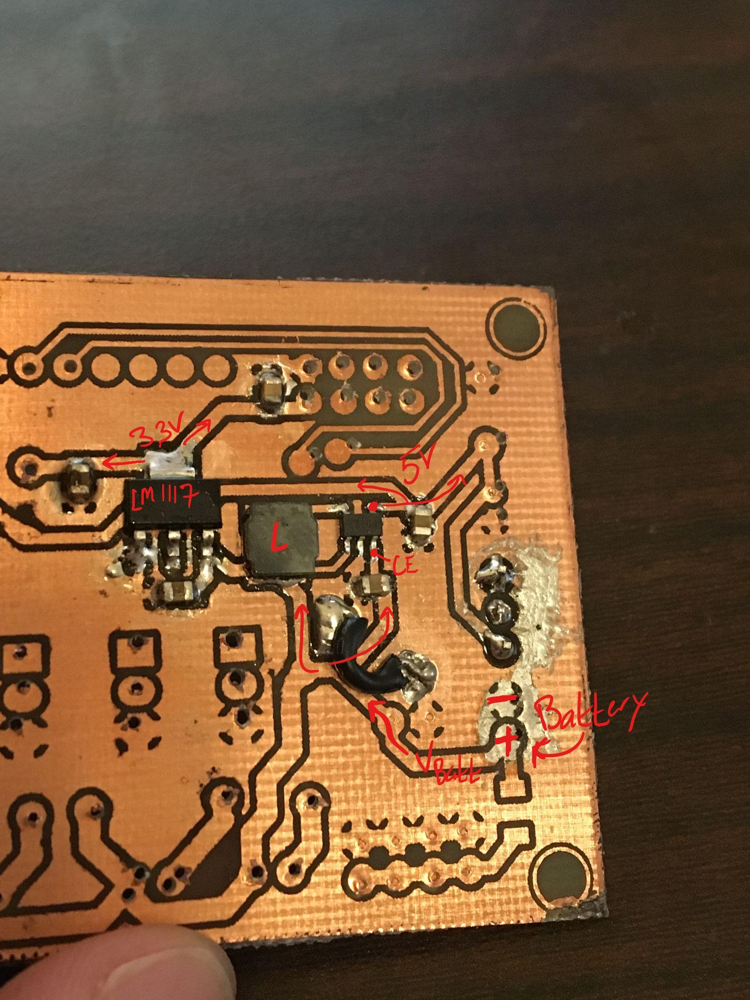 3.3V
5V
LM1117
L
CE
-
Battery
+
VBatt